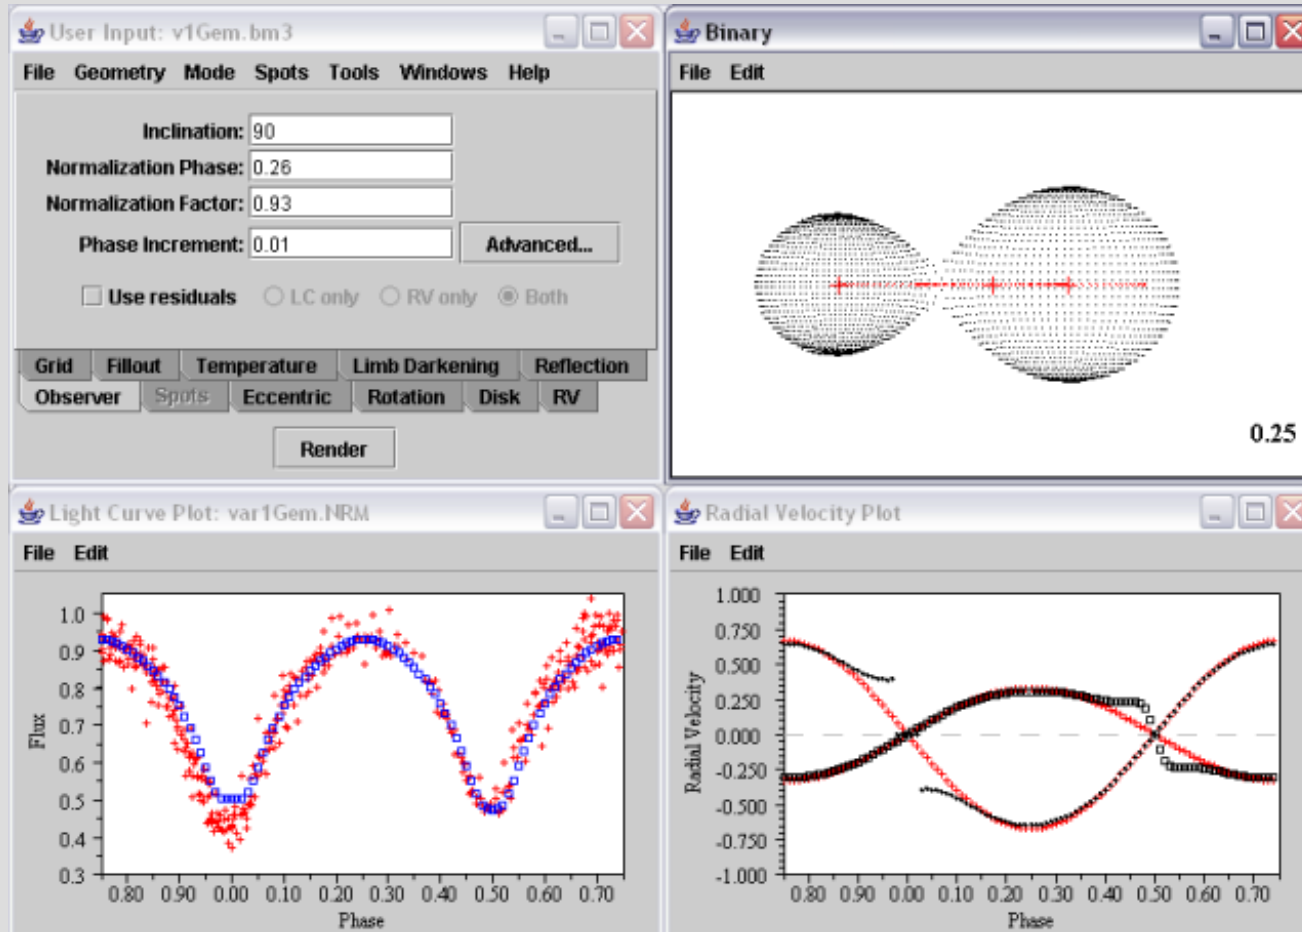 User Input: v1Gem.bm3
File Geometry Mode Spots Tools Windows Help
Inclination: 90
Normalization Phase: 0.26
Normalization Factor: 0.93
Phase Increment: 0.01 Advanced...
Use residuals LC only RV only Both
Grid Fillout Temperature Limb Darkening Reflection
Observer Spots Eccentric Rotation Disk RV
Render
Binary
File Edit
0.25
Light Curve Plot: var1Gem.NRM
File Edit
1.0
0.9
0.8
0.7
0.6
0.5
0.4
0.3
Flux
0.80 0.90 0.00 0.10 0.20 0.30 0.40 0.50 0.60 0.70
Phase
Radial Velocity Plot
File Edit
1.000
0.750
0.500
0.250
0.000
-0.250
-0.500
-0.750
-1.000
Radial Velocity
0.80 0.90 0.00 0.10 0.20 0.30 0.40 0.50 0.60 0.70
Phase